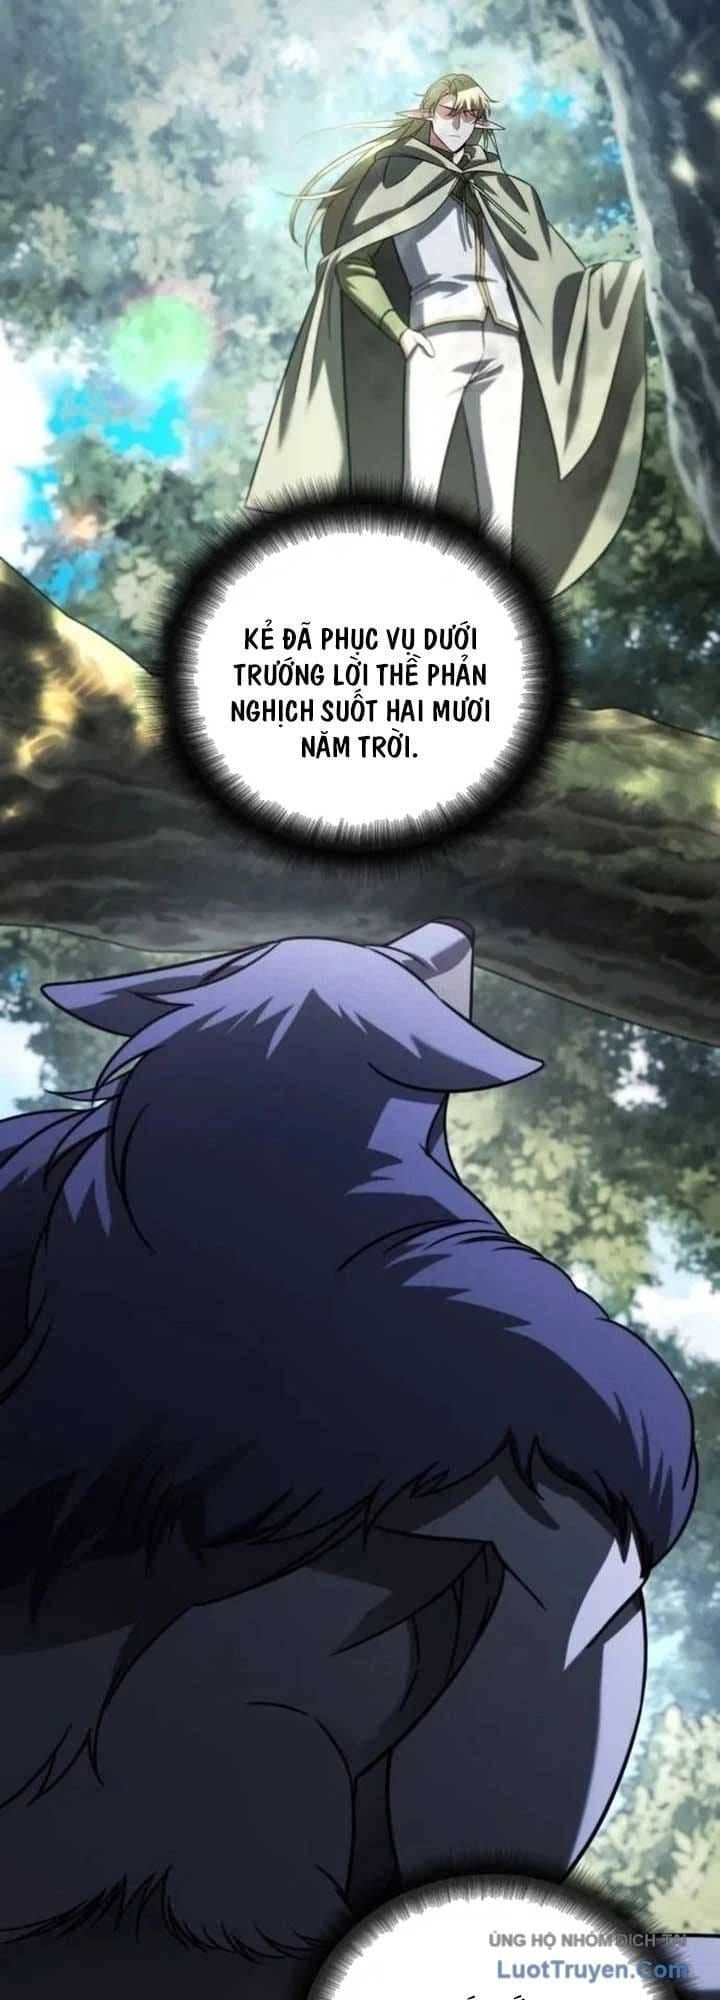 KẺ ĐÃ PHỤC VỤ DƯỚI
TRƯỚNG LỜI THỀ PHẢN
NGHỊCH SUỐT HAI MƯƠI
NĂM TRỜI.
ỦNG HỘ NHÓM DỊCH TẠI
LuotTruyen.Com